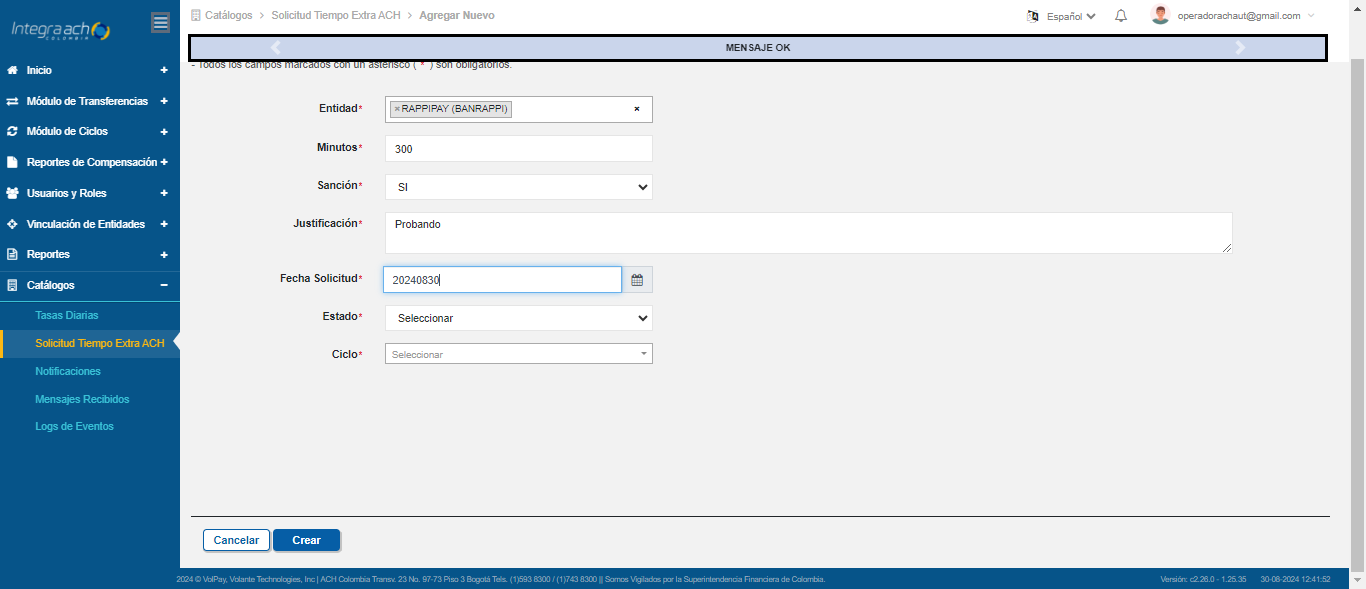 Integra ach
COLOMBIA
Catálogos > Solicitud Tiempo Extra ACH > Agregar Nuevo
Español
operadorachaut@gmail.com
MENSAJE OK
- Todos los campos marcados con un asterisco ( * ) son obligatorios.
Inicio +
Módulo de Transferencias +
Módulo de Ciclos +
Reportes de Compensación +
Usuarios y Roles +
Vinculación de Entidades +
Reportes +
Catálogos −
Tasas Diarias
Solicitud Tiempo Extra ACH
Notificaciones
Mensajes Recibidos
Logs de Eventos
Entidad* × RAPPIPAY (BANRAPPI) ×
Minutos* 300
Sanción* SI
Justificación* Probando
Fecha Solicitud* 20240830
Estado* Seleccionar
Ciclo* Seleccionar
Cancelar Crear
2024 © VolPay, Volante Technologies, Inc | ACH Colombia Transv. 23 No. 97-73 Piso 3 Bogotá Tels. (1)593 8300 / (1)743 8300 || Somos Vigilados por la Superintendencia Financiera de Colombia.
Versión: c2.26.0 - 1.25.35 30-08-2024 12:41:52